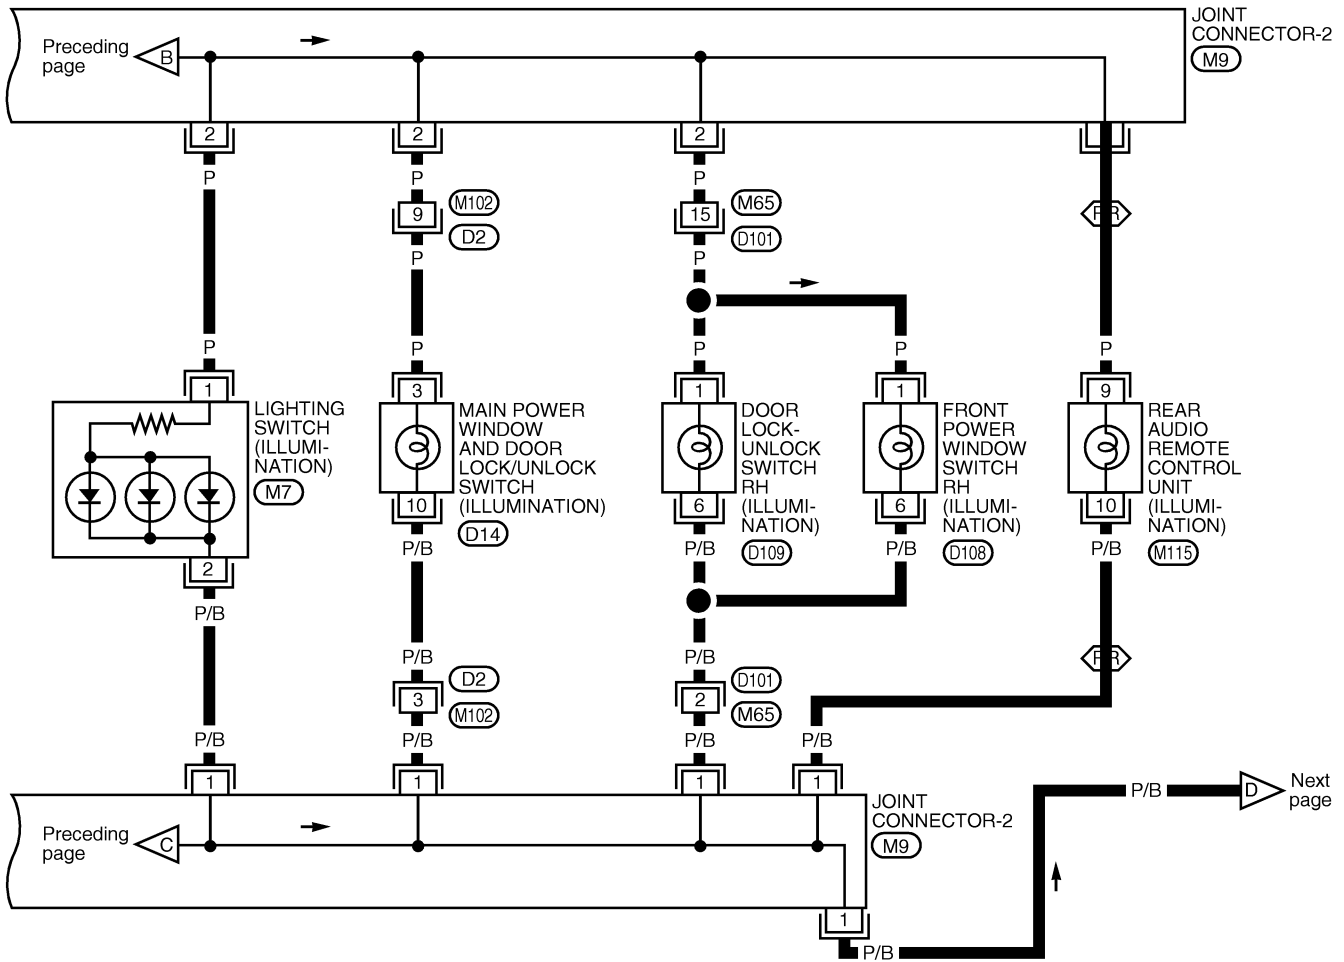 JOINT
CONNECTOR-2
M9
Preceding
page
B
2
2
2
P
P
P
9
M102
D2
15
M65
D101
P
P
P
P
P
P
P
1
3
1
1
9
LIGHTING
SWITCH
(ILLUMI-
NATION)
M7
MAIN POWER
WINDOW
AND DOOR
LOCK/UNLOCK
SWITCH
(ILLUMINATION)
D14
DOOR
LOCK-
UNLOCK
SWITCH
RH
(ILLUMI-
NATION)
D109
FRONT
POWER
WINDOW
SWITCH
RH
(ILLUMI-
NATION)
D108
REAR
AUDIO
REMOTE
CONTROL
UNIT
(ILLUMI-
NATION)
M115
2
10
6
6
10
P/B
P/B
P/B
P/B
P/B
P/B
P/B
3
D2
M102
2
D101
M65
P/B
P/B
P/B
P/B
1
1
1
1
Preceding
page
C
JOINT
CONNECTOR-2
M9
1
P/B
P/B
D
Next
page